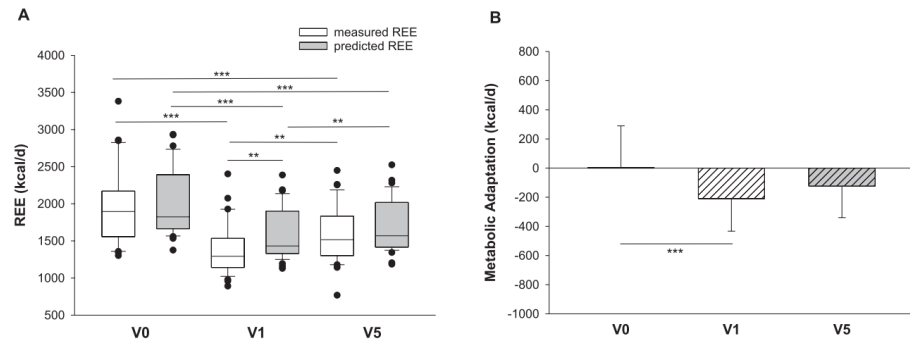 A
measured REE
predicted REE
4000
3500
3000
2500
2000
1500
1000
500
REE (kcal/d)
***
***
***
***
**
**
**
V0
V1
V5
B
800
600
400
200
0
-200
-400
-600
-800
-1000
Metabolic Adaptation (kcal/d)
***
V0
V1
V5